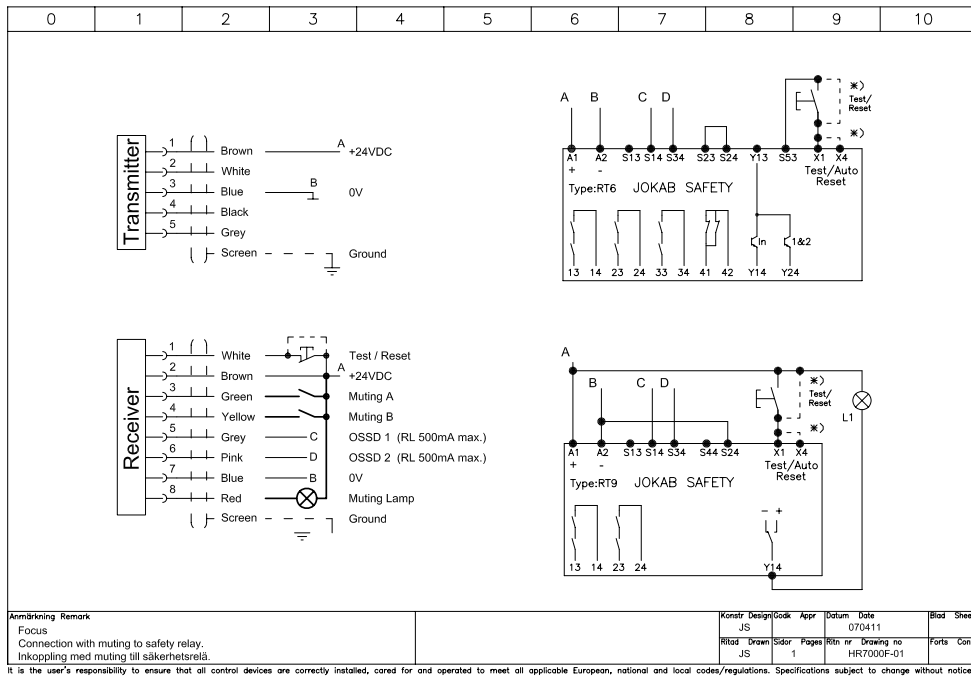 0 1 2 3 4 5 6 7 8 9 10
Transmitter
1 Brown A +24VDC
2 White
3 Blue B 0V
4 Black
5 Grey
Screen Ground
A B C D
※) Test/
Reset
※)
A1 A2 S13 S14 S34 S23 S24 Y13 S53 X1 X4
+ - Test/Auto
Reset
Type:RT6 JOKAB SAFETY
In 1&2
13 14 23 24 33 34 41 42 Y14 Y24
Receiver
1 White Test / Reset
2 Brown A +24VDC
3 Green Muting A
4 Yellow Muting B
5 Grey C OSSD 1 (RL 500mA max.)
6 Pink D OSSD 2 (RL 500mA max.)
7 Blue B 0V
8 Red Muting Lamp
Screen Ground
A
B C D
※)
Test/
Reset
L1
※)
A1 A2 S13 S14 S34 S44 S24 X1 X4
+ - Test/Auto
Reset
Type:RT9 JOKAB SAFETY
- +
13 14 23 24 Y14
Anmärkning Remark
Focus
Connection with muting to safety relay.
Inkoppling med muting till säkerhetsrelä.
Konstr Design Godk Appr Datum Date Blad Shee
JS 070411
Ritad Drawn Sidor Pages Ritn nr Drawing no Forts Con
JS 1 HR7000F-01
It is the user's responsibility to ensure that all control devices are correctly installed, cared for and operated to meet all applicable European, national and local codes/regulations. Specifications subject to change without notice